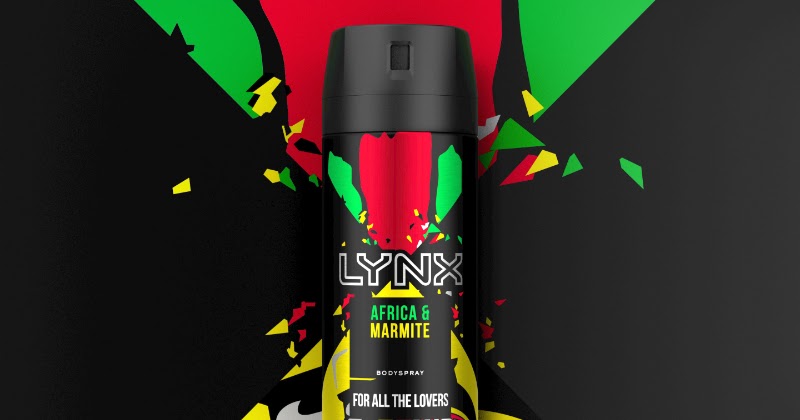 LYNX
AFRICA &
MARMITE
BODYSPRAY
FOR ALL THE LOVERS